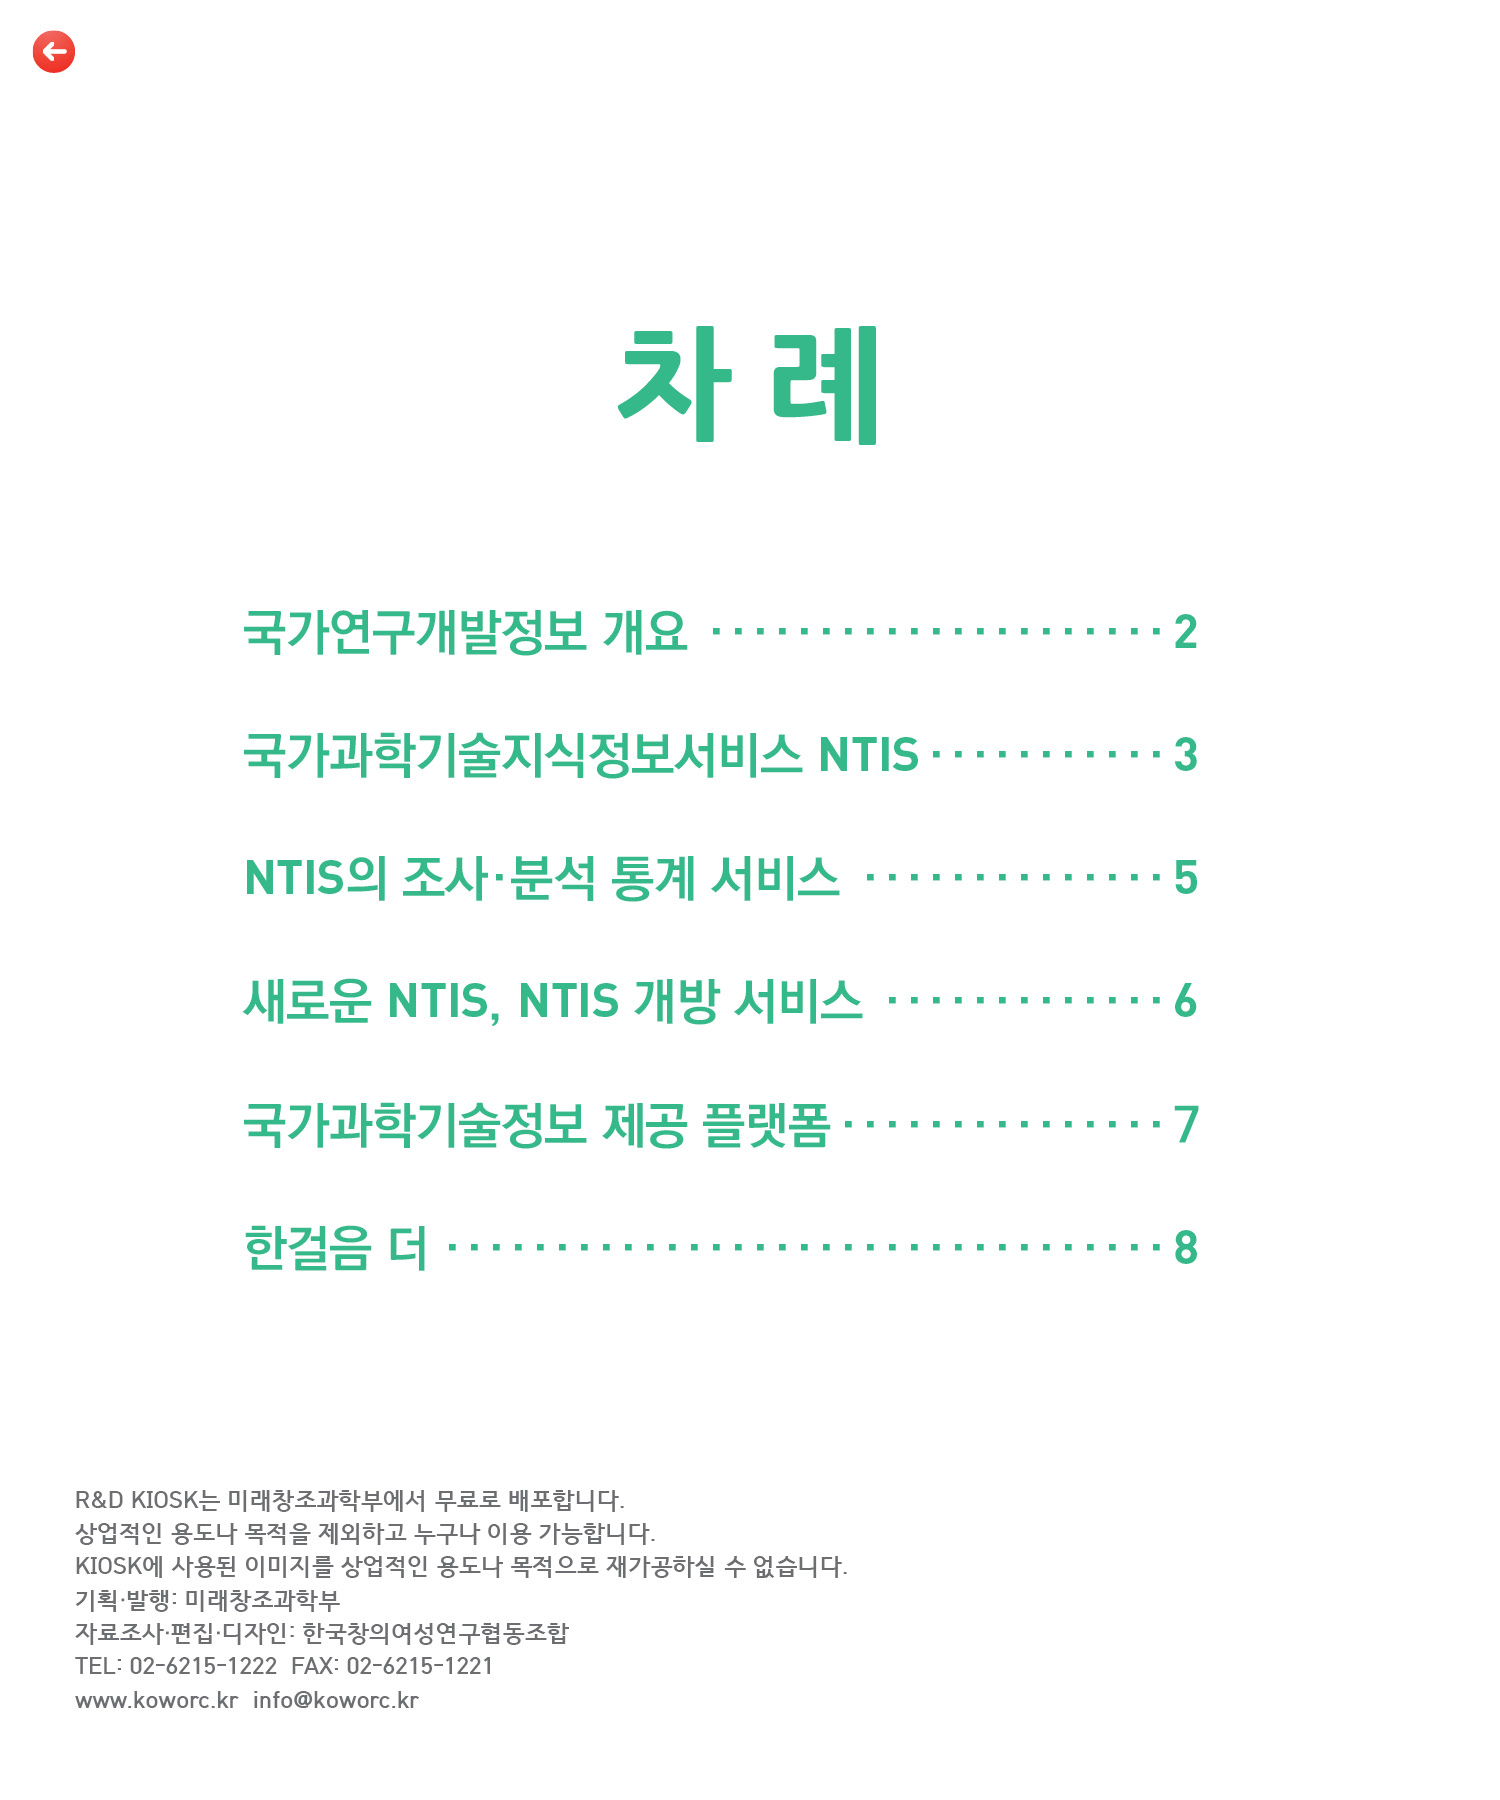 차 례
국가연구개발정보 개요 ····················· 2
국가과학기술지식정보서비스 NTIS ··········· 3
NTIS의 조사·분석 통계 서비스 ·············· 5
새로운 NTIS, NTIS 개방 서비스 ············· 6
국가과학기술정보 제공 플랫폼 ··············· 7
한걸음 더 ································· 8
R&D KIOSK는 미래창조과학부에서 무료로 배포합니다.
상업적인 용도나 목적을 제외하고 누구나 이용 가능합니다.
KIOSK에 사용된 이미지를 상업적인 용도나 목적으로 재가공하실 수 없습니다.
기획·발행: 미래창조과학부
자료조사·편집·디자인: 한국창의여성연구협동조합
TEL: 02-6215-1222 FAX: 02-6215-1221
www.koworc.kr info@koworc.kr